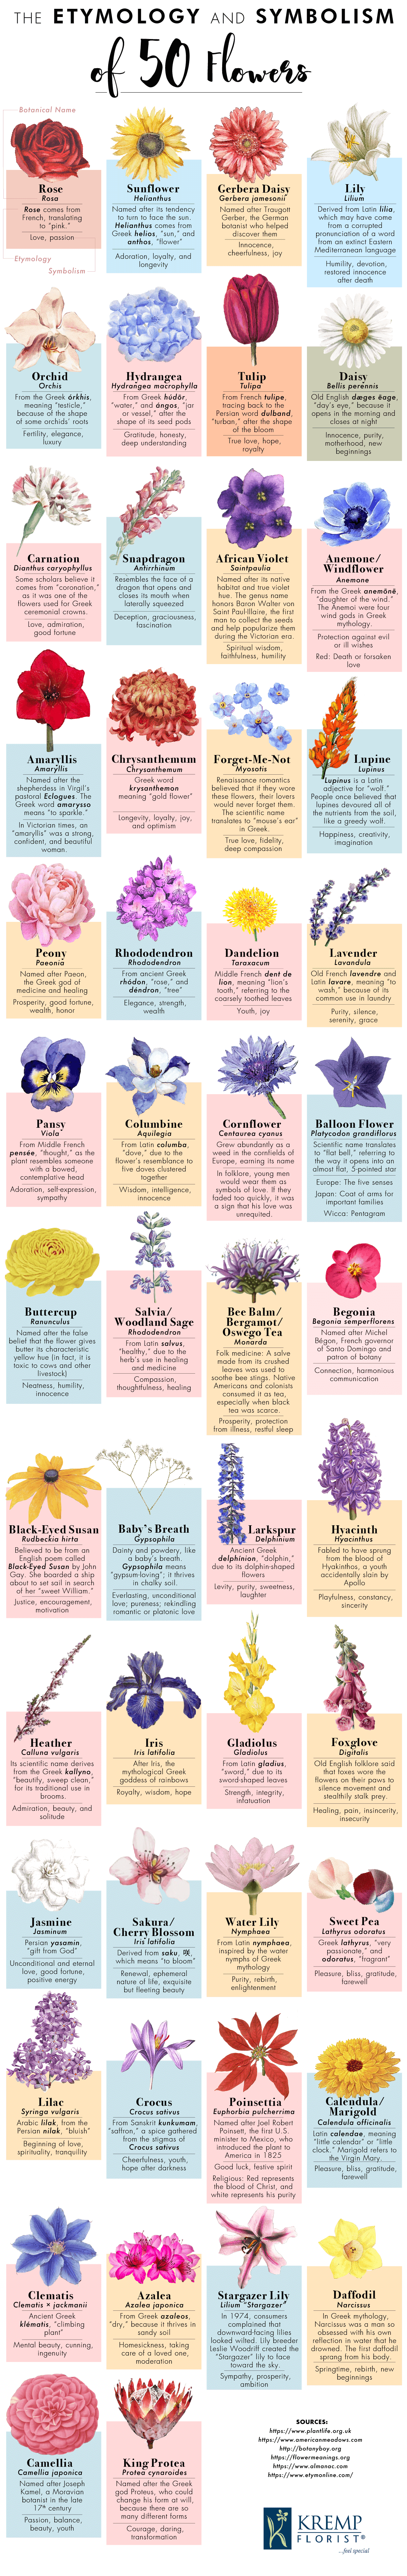 THE ETYMOLOGY AND SYMBOLISM
of 50 Flowers
Botanical Name
Rose
Rosa
Rose comes from
French, translating
to "pink."
Love, passion
Etymology
Symbolism
Sunflower
Helianthus
Named after its tendency
to turn to face the sun.
Helianthus comes from
Greek helios, "sun," and
anthos, "flower"
Adoration, loyalty, and
longevity
Gerbera Daisy
Gerbera jamesonii
Named after Traugott
Gerber, the German
botanist who helped
discover them
Innocence,
cheerfulness, joy
Lily
Lilium
Derived from Latin lilia,
which may have come
from a corrupted
pronunciation of a word
from an extinct Eastern
Mediterranean language
Humility, devotion,
restored innocence
after death
Orchid
Orchis
From the Greek órkhis,
meaning "testicle,"
because of the shape
of some orchids' roots
Fertility, elegance,
luxury
Hydrangea
Hydrangea macrophylla
From Greek húdōr,
"water," and ángos, "jar
or vessel," after the
shape of its seed pods
Gratitude, honesty,
deep understanding
Tulip
Tulipa
From French tulipe,
tracing back to the
Persian word dulband,
"turban," after the shape
of the bloom
True love, hope,
royalty
Daisy
Bellis perennis
Old English dæges ēage,
"day's eye," because it
opens in the morning and
closes at night
Innocence, purity,
motherhood, new
beginnings
Carnation
Dianthus caryophyllus
Some scholars believe it
comes from "coronation,"
as it was one of the
flowers used for Greek
ceremonial crowns.
Love, admiration,
good fortune
Snapdragon
Antirrhinum
Resembles the face of a
dragon that opens and
closes its mouth when
laterally squeezed
Deception, graciousness,
fascination
African Violet
Saintpaulia
Named after its native
habitat and true violet
hue. The genus name
honors Baron Walter von
Saint Paul-Illaire, the first
man to collect the seeds
and help popularize them
during the Victorian era.
Spiritual wisdom,
faithfulness, humility
Anemone/
Windflower
Anemone
From the Greek anemōnē,
"daughter of the wind."
The Anemoi were four
wind gods in Greek
mythology.
Protection against evil
or ill wishes
Red: Death or forsaken
love
Amaryllis
Amaryllis
Named after the
shepherdess in Virgil's
pastoral Eclogues. The
Greek word amarysso
means "to sparkle."
In Victorian times, an
"amaryllis" was a strong,
confident, and beautiful
woman.
Chrysanthemum
Chrysanthemum
Greek word
krysanthemon
meaning "gold flower"
Longevity, loyalty, joy,
and optimism
Forget-Me-Not
Myosotis
Renaissance romantics
believed that if they wore
these flowers, their lovers
would never forget them.
The scientific name
translates to "mouse's ear"
in Greek.
True love, fidelity,
deep compassion
Lupine
Lupinus
Lupinus is a Latin
adjective for "wolf."
People once believed that
lupines devoured all of
the nutrients from the soil,
like a greedy wolf.
Happiness, creativity,
imagination
Peony
Paeonia
Named after Paeon,
the Greek god of
medicine and healing
Prosperity, good fortune,
wealth, honor
Rhododendron
Rhododendron
From ancient Greek
rhódon, "rose," and
déndron, "tree"
Elegance, strength,
wealth
Dandelion
Taraxacum
Middle French dent de
lion, meaning "lion's
tooth," referring to the
coarsely toothed leaves
Youth, joy
Lavender
Lavandula
Old French lavendre and
Latin lavare, meaning "to
wash," because of its
common use in laundry
Purity, silence,
serenity, grace
Pansy
Viola
From Middle French
pensée, "thought," as the
plant resembles someone
with a bowed,
contemplative head
Adoration, self-expression,
sympathy
Columbine
Aquilegia
From Latin columba,
"dove," due to the
flower's resemblance to
five doves clustered
together
Wisdom, intelligence,
innocence
Cornflower
Centaurea cyanus
Grew abundantly as a
weed in the cornfields of
Europe, earning its name
In folklore, young men
would wear them as
symbols of love. If they
faded too quickly, it was
a sign that his love was
unrequited.
Balloon Flower
Platycodon grandiflorus
Scientific name translates
to "flat bell," referring to
the way it opens into an
almost flat, 5-pointed star
Europe: The five senses
Japan: Coat of arms for
important families
Wicca: Pentagram
Buttercup
Ranunculus
Named after the false
belief that the flower gives
butter its characteristic
yellow hue (in fact, it is
toxic to cows and other
livestock)
Neatness, humility,
innocence
Salvia/
Woodland Sage
Rhododendron
From Latin salvus,
"healthy," due to the
herb's use in healing
and medicine
Compassion,
thoughtfulness, healing
Bee Balm/
Bergamot/
Oswego Tea
Monarda
Folk medicine: A salve
made from its crushed
leaves was used to
soothe bee stings. Native
Americans and colonists
consumed it as tea,
especially when black
tea was scarce.
Prosperity, protection
from illness, restful sleep
Begonia
Begonia semperflorens
Named after Michel
Bégon, French governor
of Santo Domingo and
patron of botany
Connection, harmonious
communication
Black-Eyed Susan
Rudbeckia hirta
Believed to be from an
English poem called
Black-Eyed Susan by John
Gay. She boarded a ship
about to set sail in search
of her "sweet William."
Justice, encouragement,
motivation
Baby's Breath
Gypsophila
Dainty and powdery, like
a baby's breath.
Gypsophila means
"gypsum-loving"; it thrives
in chalky soil.
Everlasting, unconditional
love; pureness; rekindling
romantic or platonic love
Larkspur
Delphinium
Ancient Greek
delphínion, "dolphin,"
due to its dolphin-shaped
flowers
Levity, purity, sweetness,
laughter
Hyacinth
Hyacinthus
Fabled to have sprung
from the blood of
Hyakinthos, a youth
accidentally slain by
Apollo
Playfulness, constancy,
sincerity
Heather
Calluna vulgaris
Its scientific name derives
from the Greek kallyno,
"beautify, sweep clean,"
for its traditional use in
brooms.
Admiration, beauty, and
solitude
Iris
Iris latifolia
After Iris, the
mythological Greek
goddess of rainbows
Royalty, wisdom, hope
Gladiolus
Gladiolus
From Latin gladius,
"sword," due to its
sword-shaped leaves
Strength, integrity,
infatuation
Foxglove
Digitalis
Old English folklore said
that foxes wore the
flowers on their paws to
silence movement and
stealthily stalk prey.
Healing, pain, insincerity,
insecurity
Jasmine
Jasminum
Persian yasamin,
"gift from God"
Unconditional and eternal
love, good fortune,
positive energy
Sakura/
Cherry Blossom
Iris latifolia
Derived from saku, 咲,
which means "to bloom"
Renewal, ephemeral
nature of life, exquisite
but fleeting beauty
Water Lily
Nymphaea
From Latin nymphaea,
inspired by the water
nymphs of Greek
mythology
Purity, rebirth,
enlightenment
Sweet Pea
Lathyrus odoratus
Greek lathyrus, "very
passionate," and
odoratus, "fragrant"
Pleasure, bliss, gratitude,
farewell
Lilac
Syringa vulgaris
Arabic lilak, from the
Persian nilak, "bluish"
Beginning of love,
spirituality, tranquility
Crocus
Crocus sativus
From Sanskrit kunkumam,
"saffron," a spice gathered
from the stigmas of
Crocus sativus
Cheerfulness, youth,
hope after darkness
Poinsettia
Euphorbia pulcherrima
Named after Joel Robert
Poinsett, the first U.S.
minister to Mexico, who
introduced the plant to
America in 1825
Good luck, festive spirit
Religious: Red represents
the blood of Christ, and
white represents his purity
Calendula/
Marigold
Calendula officinalis
Latin calendae, meaning
"little calendar" or "little
clock." Marigold refers to
the Virgin Mary.
Pleasure, bliss, gratitude,
farewell
Clematis
Clematis × jackmanii
Ancient Greek
klématis, "climbing
plant"
Mental beauty, cunning,
ingenuity
Azalea
Azalea japonica
From Greek azaleos,
"dry," because it thrives in
sandy soil
Homesickness, taking
care of a loved one,
moderation
Stargazer Lily
Lilium "Stargazer"
In 1974, consumers
complained that
downward-facing lilies
looked wilted. Lily breeder
Leslie Woodriff created the
"Stargazer" lily to face
toward the sky.
Sympathy, prosperity,
ambition
Daffodil
Narcissus
In Greek mythology,
Narcissus was a man so
obsessed with his own
reflection in water that he
drowned. The first daffodil
sprang from his body.
Springtime, rebirth, new
beginnings
Camellia
Camellia japonica
Named after Joseph
Kamel, a Moravian
botanist in the late
17th century
Passion, balance,
beauty, youth
King Protea
Protea cynaroides
Named after the Greek
god Proteus, who could
change his form at will,
because there are so
many different forms
Courage, daring,
transformation
SOURCES:
https://www.plantlife.org.uk
https://www.americanmeadows.com
http://botanyboy.org
https://flowermeanings.org
https://www.almanac.com
https://www.etymonline.com/
KREMP
FLORIST®
...feel special